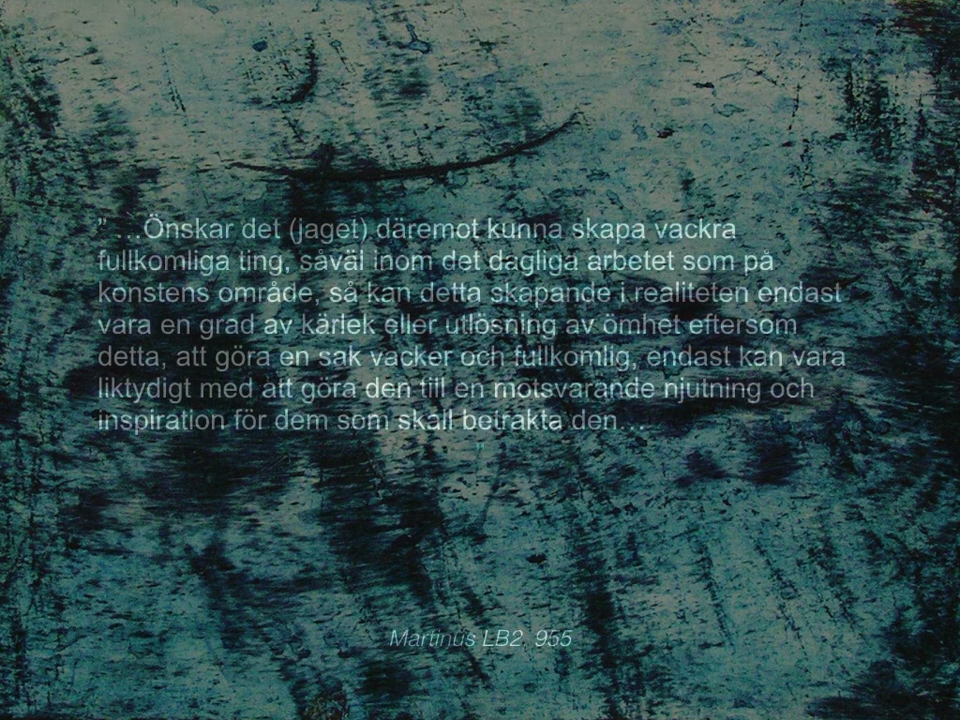 ” …Önskar det (jaget) däremot kunna skapa vackra
fullkomliga ting, såväl inom det dagliga arbetet som på
konstens område, så kan detta skapande i realiteten endast
vara en grad av kärlek eller utlösning av ömhet eftersom
detta, att göra en sak vacker och fullkomlig, endast kan vara
liktydigt med att göra den till en motsvarande njutning och
inspiration för dem som skall betrakta den…
”
Martinus LB2, 955